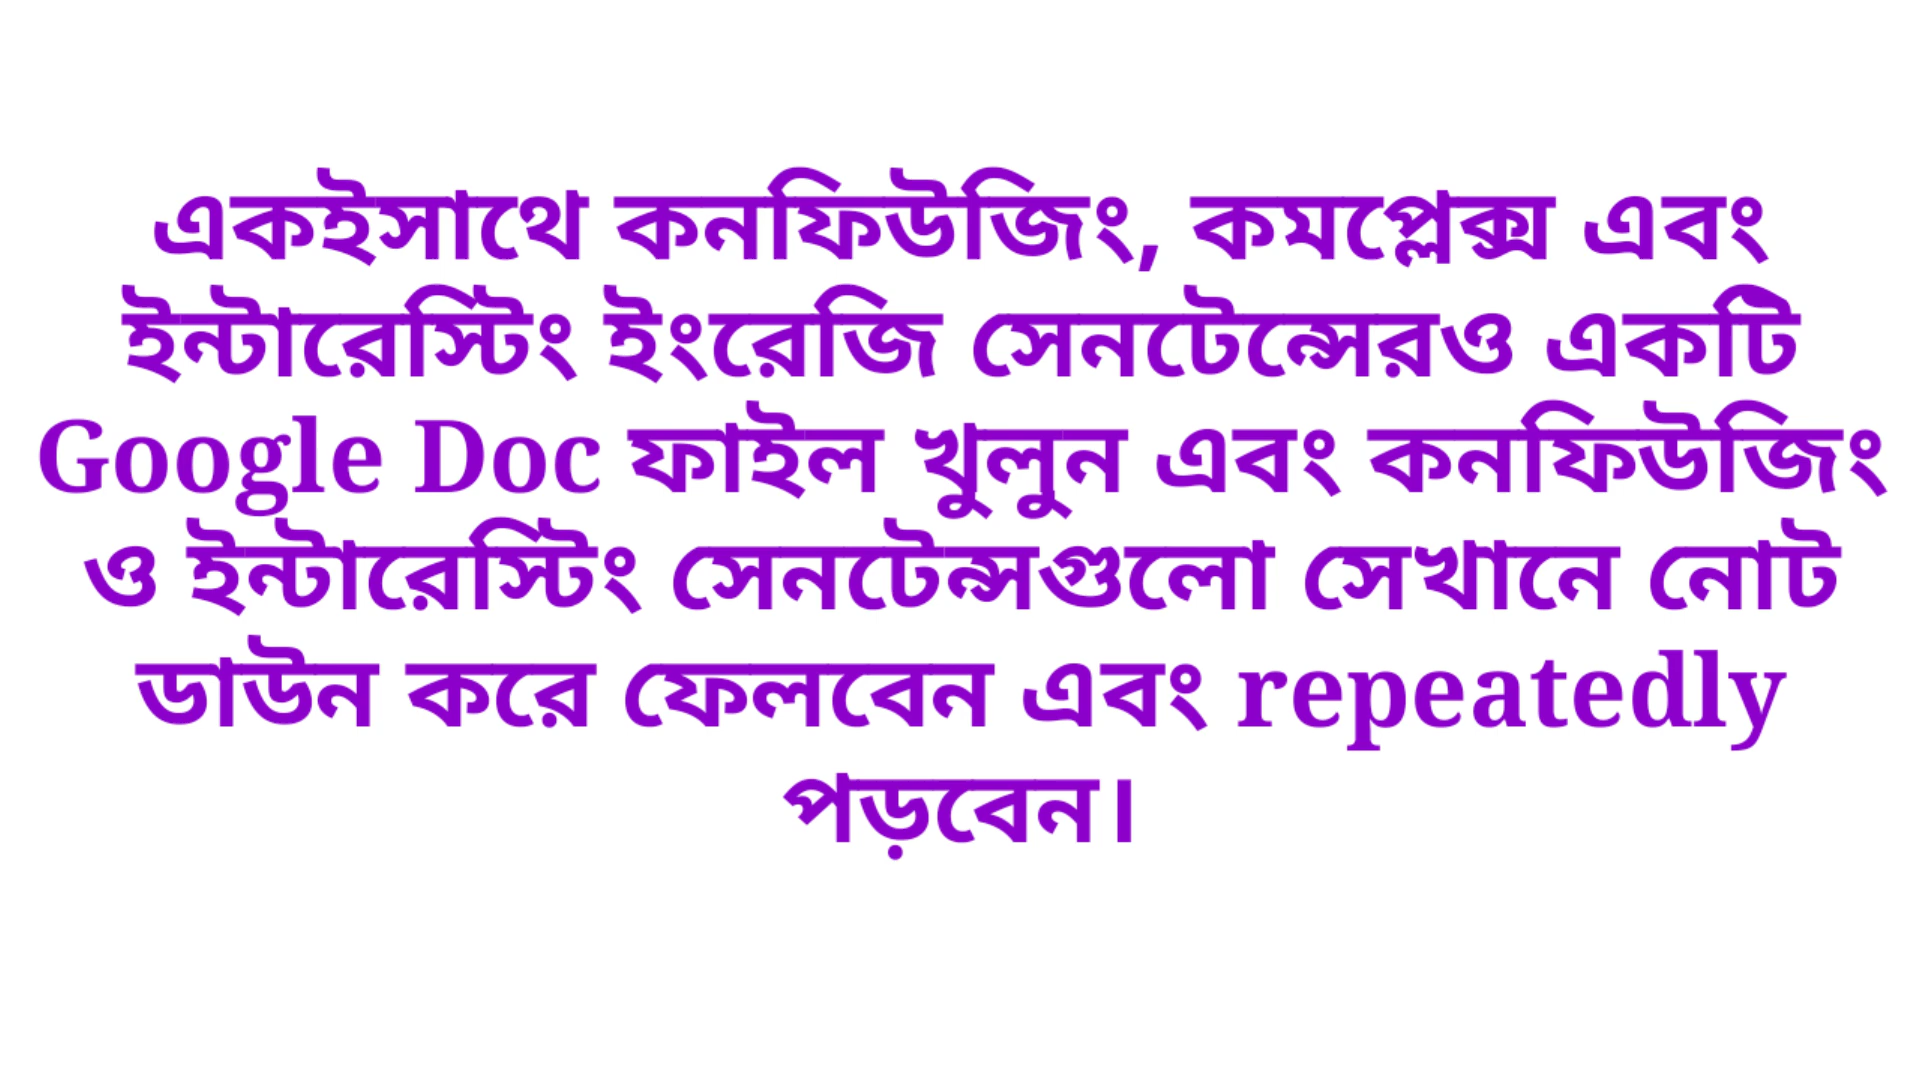 একইসাথে কনফিউজিং, কমপ্লেক্স এবং
ইন্টারেস্টিং ইংরেজি সেনটেন্সেরও একটি
Google Doc ফাইল খুলুন এবং কনফিউজিং
ও ইন্টারেস্টিং সেনটেন্সগুলো সেখানে নোট
ডাউন করে ফেলবেন এবং repeatedly
পড়বেন।